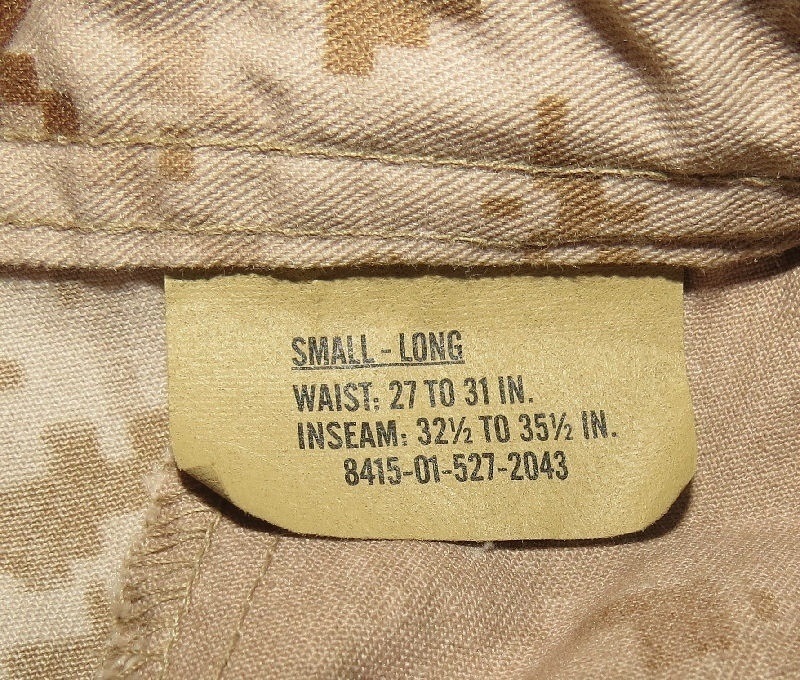 SMALL - LONG
WAIST: 27 TO 31 IN.
INSEAM: 32½ TO 35½ IN.
8415-01-527-2043